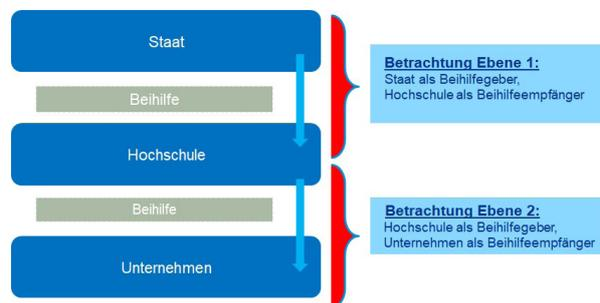 Staat
Beihilfe
Hochschule
Beihilfe
Unternehmen
Betrachtung Ebene 1:
Staat als Beihilfegeber,
Hochschule als Beihilfeempfänger
Betrachtung Ebene 2:
Hochschule als Beihilfegeber,
Unternehmen als Beihilfeempfänger